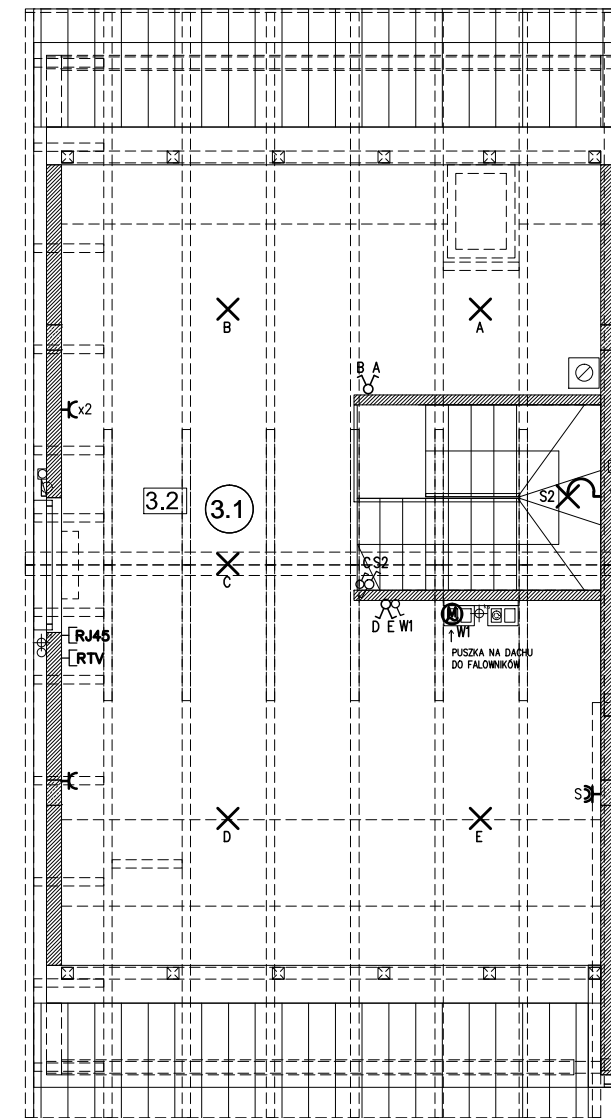 B
A
B A
x2
S2
3.2
3.1
C
C S2
D E W1
M
W1
RJ45
RTV
PUSZKA NA DACHU
DO FALOWNIKÓW
S
D
E